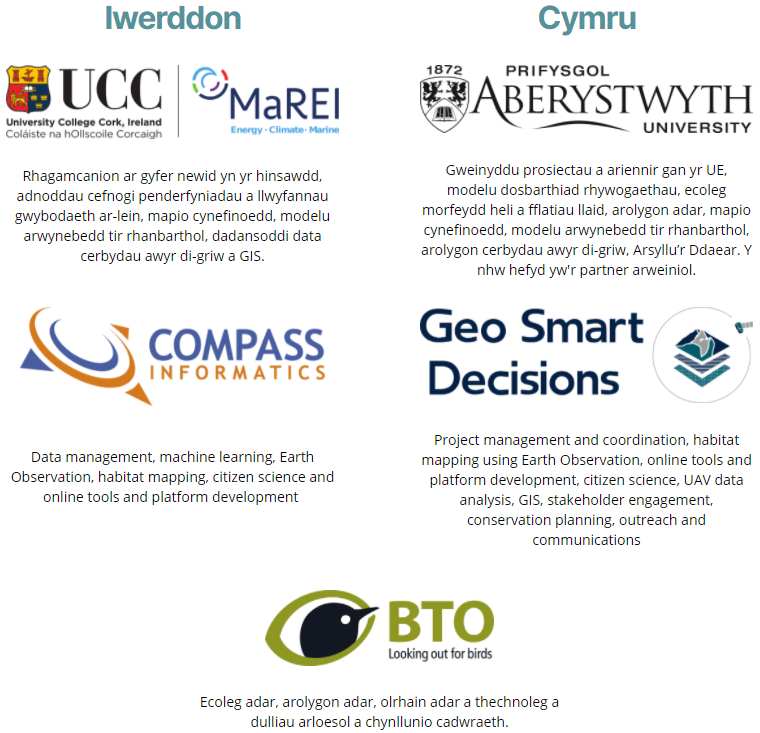 Iwerddon
UCC
University College Cork, Ireland
Coláiste na hOllscoile Corcaigh
MaREI
Energy · Climate · Marine
Rhagamcanion ar gyfer newid yn yr hinsawdd,
adnoddau cefnogi penderfyniadau a llwyfannau
gwybodaeth ar-lein, mapio cynefinoedd, modelu
arwynebedd tir rhanbarthol, dadansoddi data
cerbydau awyr di-griw a GIS.
COMPASS
INFORMATICS
Data management, machine learning, Earth
Observation, habitat mapping, citizen science and
online tools and platform development
Cymru
1872
PRIFYSGOL
ABERYSTWYTH
UNIVERSITY
Gweinyddu prosiectau a ariennir gan yr UE,
modelu dosbarthiad rhywogaethau, ecoleg
morfeydd heli a fflatiau llaid, arolygon adar, mapio
cynefinoedd, modelu arwynebedd tir rhanbarthol,
arolygon cerbydau awyr di-griw, Arsyllu’r Ddaear. Y
nhw hefyd yw'r partner arweiniol.
Geo Smart
Decisions
Project management and coordination, habitat
mapping using Earth Observation, online tools and
platform development, citizen science, UAV data
analysis, GIS, stakeholder engagement,
conservation planning, outreach and
communications
BTO
Looking out for birds
Ecoleg adar, arolygon adar, olrhain adar a thechnoleg a
dulliau arloesol a chynllunio cadwraeth.